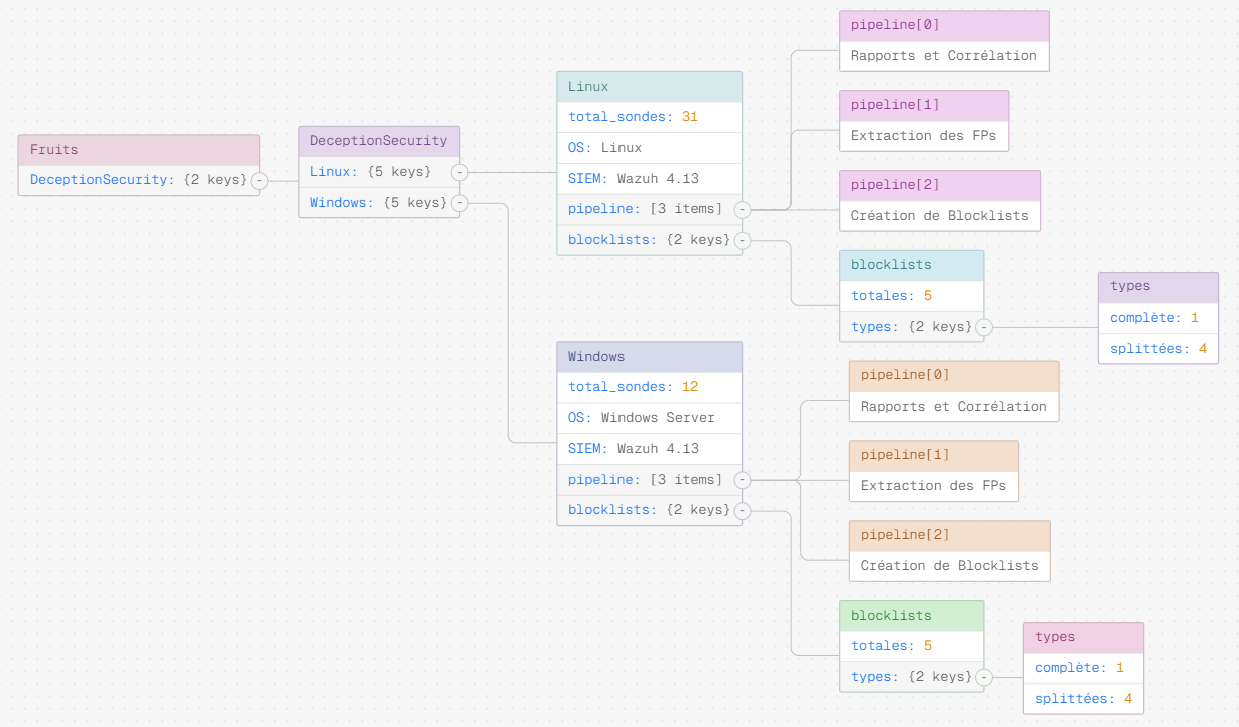 Fruits
DeceptionSecurity: {2 keys}
DeceptionSecurity
Linux: {5 keys}
Windows: {5 keys}
Linux
total_sondes: 31
OS: Linux
SIEM: Wazuh 4.13
pipeline: [3 items]
blocklists: {2 keys}
pipeline[0]
Rapports et Corrélation
pipeline[1]
Extraction des FPs
pipeline[2]
Création de Blocklists
blocklists
totales: 5
types: {2 keys}
types
complète: 1
splittées: 4
Windows
total_sondes: 12
OS: Windows Server
SIEM: Wazuh 4.13
pipeline: [3 items]
blocklists: {2 keys}
pipeline[0]
Rapports et Corrélation
pipeline[1]
Extraction des FPs
pipeline[2]
Création de Blocklists
blocklists
totales: 5
types: {2 keys}
types
complète: 1
splittées: 4